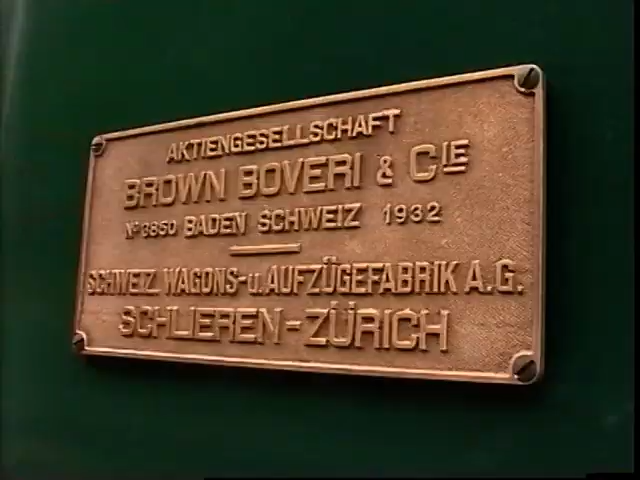 AKTIENGESELLSCHAFT
BROWN BOVERI & CIE
No 3850 BADEN SCHWEIZ 1932
SCHWEIZ. WAGONS-U. AUFZÜGEFABRIK A.G.
SCHLIEREN-ZÜRICH